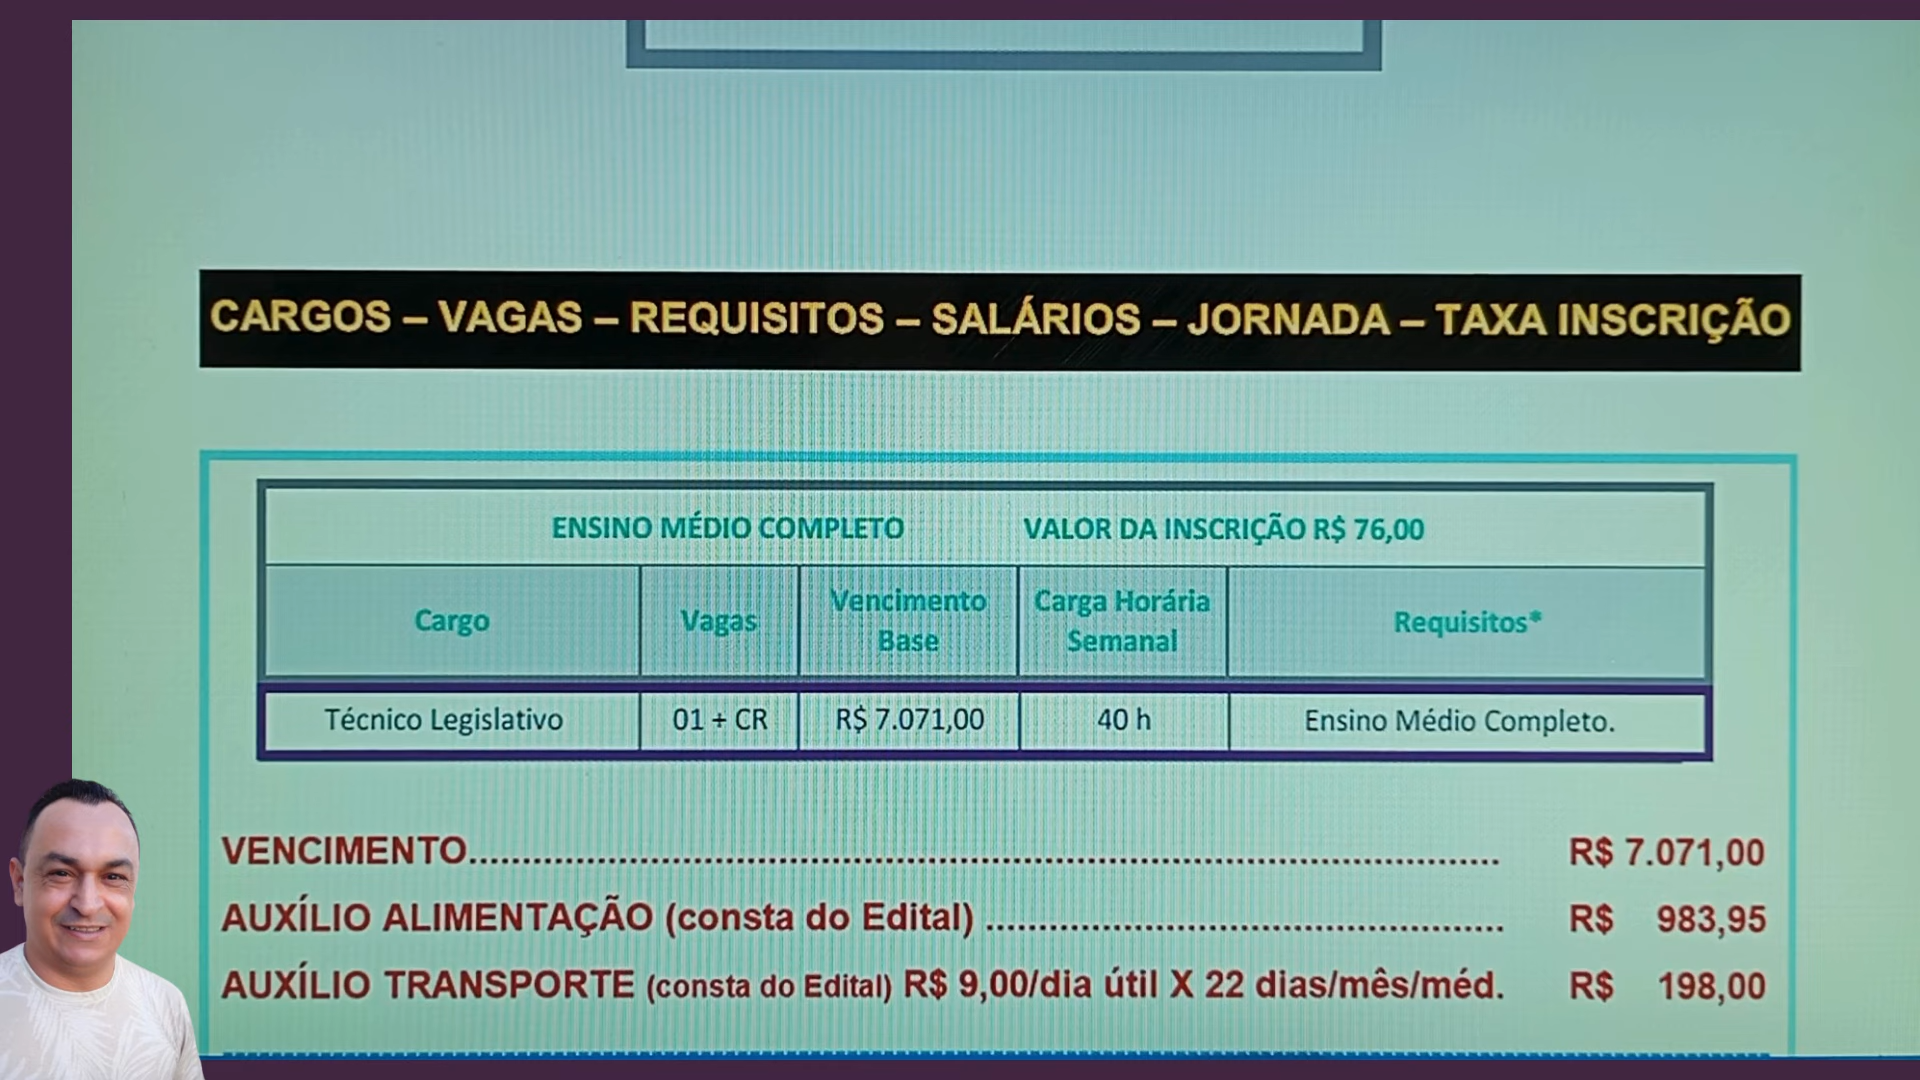 CARGOS – VAGAS – REQUISITOS – SALÁRIOS – JORNADA – TAXA INSCRIÇÃO
ENSINO MÉDIO COMPLETO VALOR DA INSCRIÇÃO R$ 76,00
Cargo Vagas Vencimento Base Carga Horária Semanal Requisitos*
Técnico Legislativo 01 + CR R$ 7.071,00 40 h Ensino Médio Completo.
VENCIMENTO................................................................................................ R$ 7.071,00
AUXÍLIO ALIMENTAÇÃO (consta do Edital) ................................................ R$ 983,95
AUXÍLIO TRANSPORTE (consta do Edital) R$ 9,00/dia útil X 22 dias/mês/méd. R$ 198,00